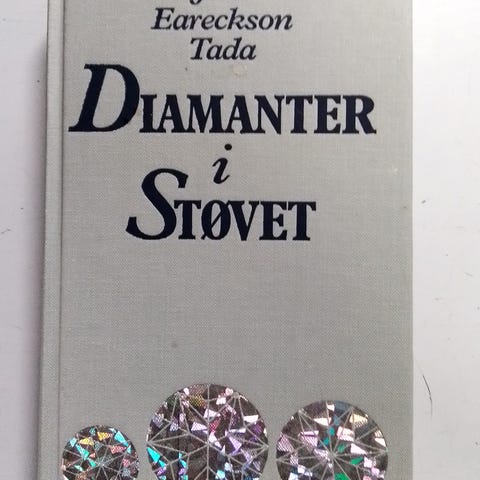 Eareckson
Tada
DIAMANTER
i
STØVET